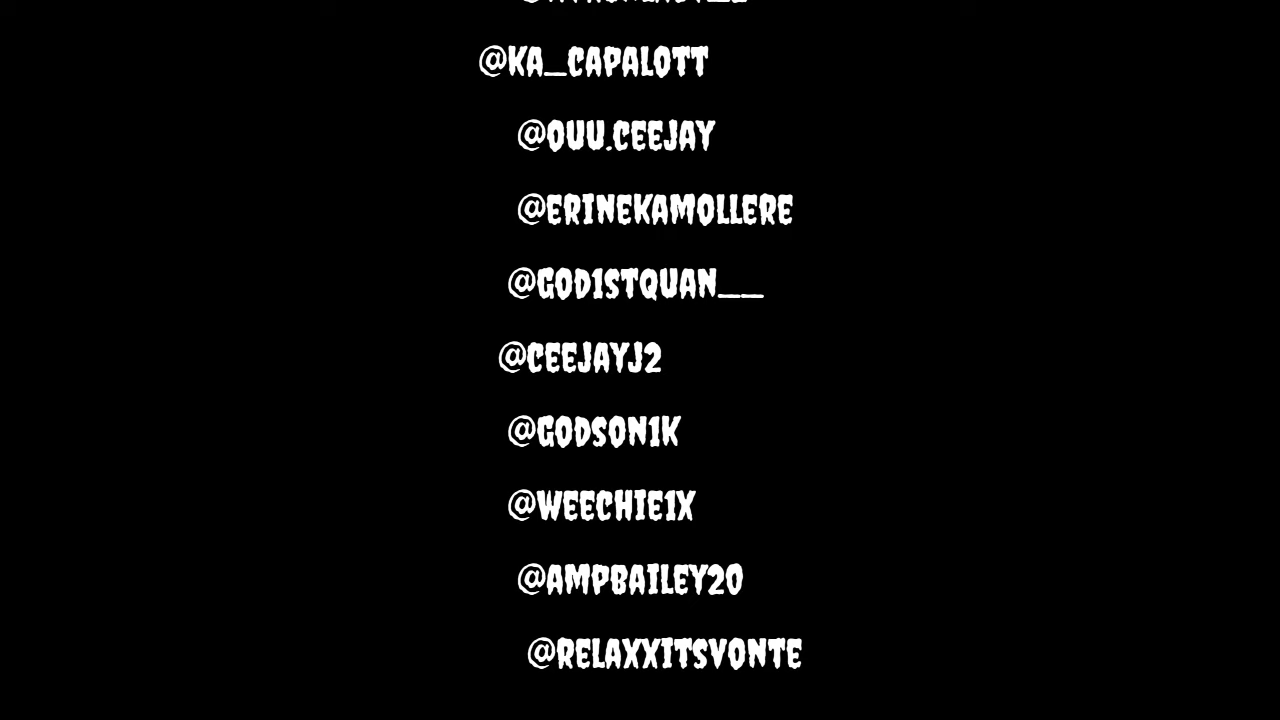 @KA_CAPALOTT
@OUU.CEEJAY
@ERINEKAMOLLERE
@GOD1STQUAN__
@CEEJAYJ2
@GODSON1K
@WEECHIE1X
@AMPBAILEY20
@RELAXXITSVONTE